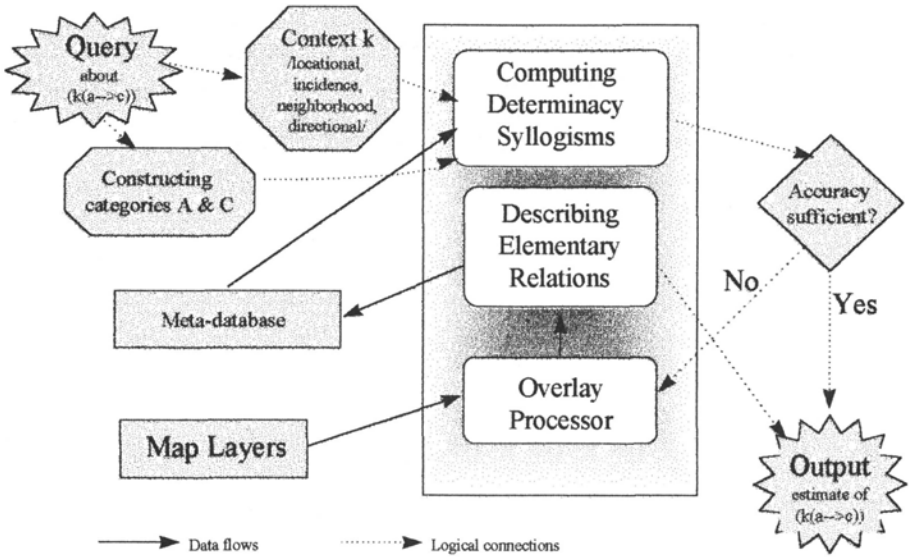 Query
about
(k(a-->c))
Context k
/locational,
incidence,
neighborhood,
directional/
Constructing
categories A & C
Computing
Determinacy
Syllogisms
Accuracy
sufficient?
Describing
Elementary
Relations
No
Yes
Meta-database
Overlay
Processor
Map Layers
Output
estimate of
(k(a-->c))
Data flows
Logical connections